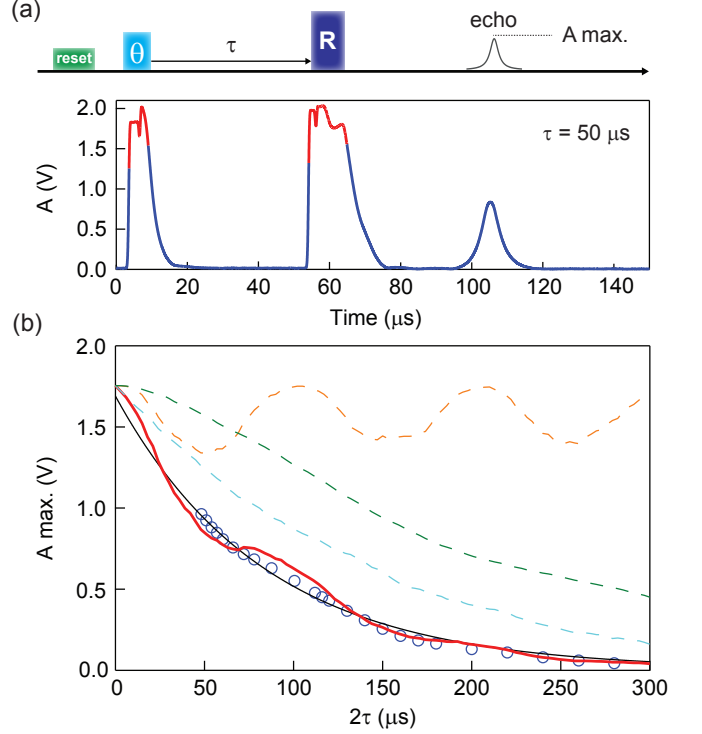 (a)
echo
A max.
reset
θ
τ
R
2.0
1.5
1.0
0.5
0.0
A (V)
τ = 50 μs
0
20
40
60
80
100
120
140
Time (μs)
(b)
2.0
1.5
1.0
0.5
0.0
A max. (V)
0
50
100
150
200
250
300
2τ (μs)